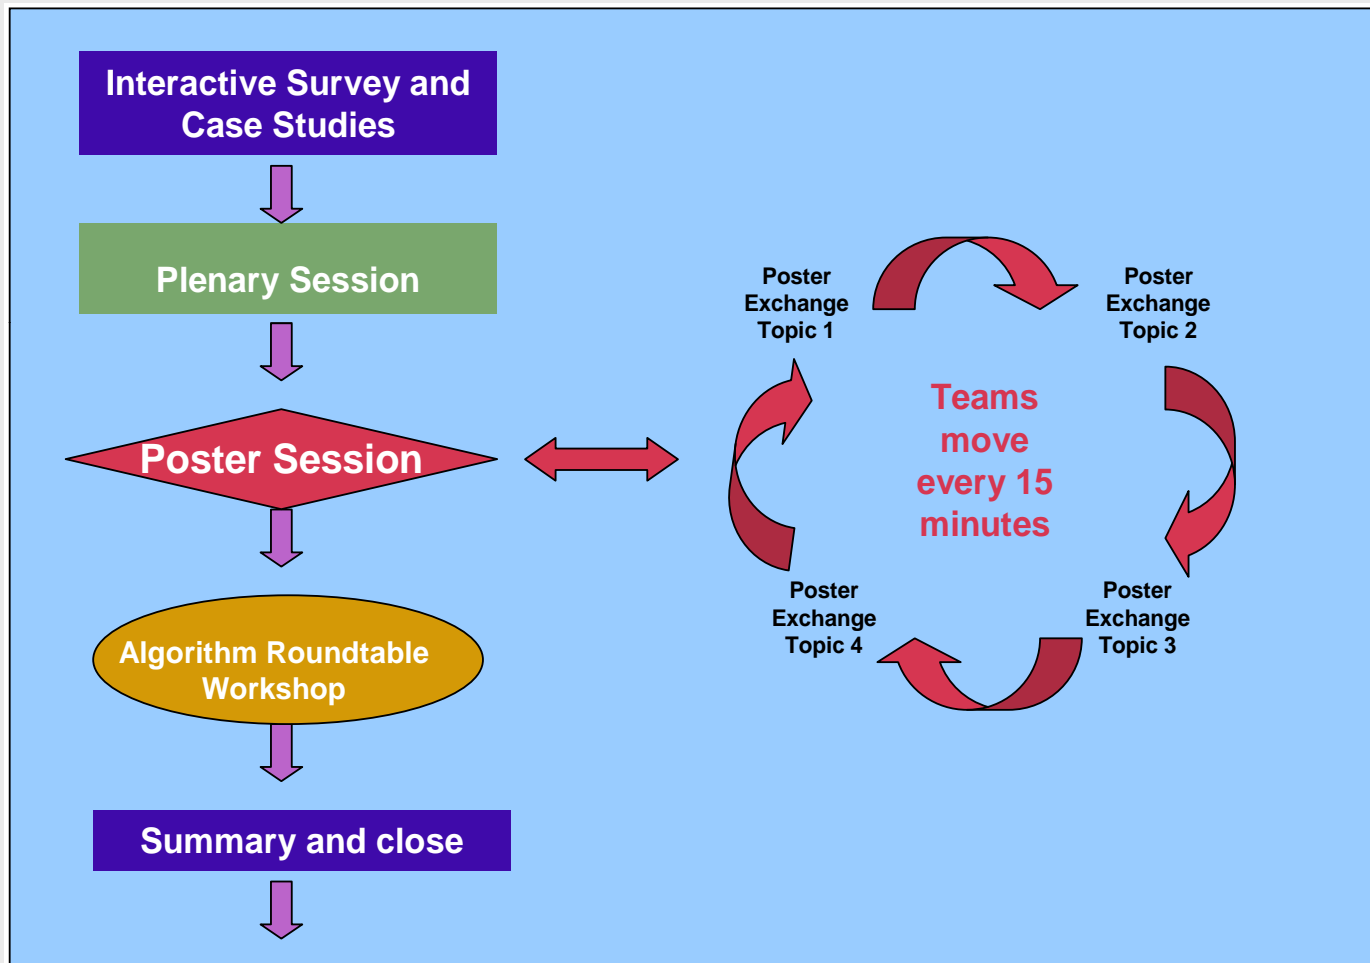 Interactive Survey and
Case Studies
Plenary Session
Poster Session
Algorithm Roundtable
Workshop
Summary and close
Poster
Exchange
Topic 1
Poster
Exchange
Topic 2
Teams
move
every 15
minutes
Poster
Exchange
Topic 4
Poster
Exchange
Topic 3